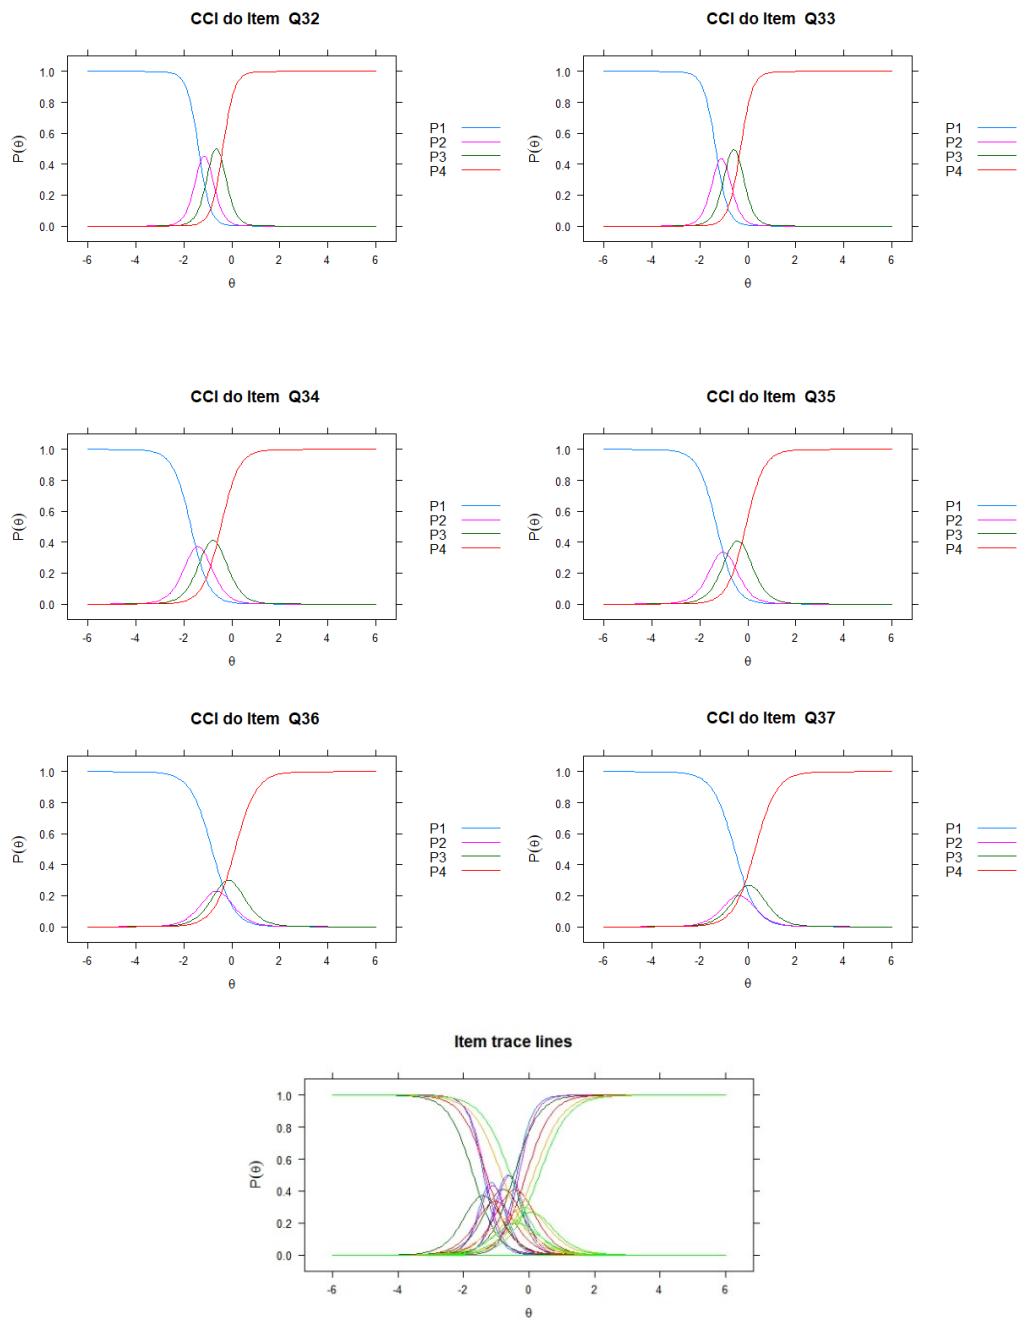 CCI do Item Q32
P(θ)
1.0
0.8
0.6
0.4
0.2
0.0
-6 -4 -2 0 2 4 6
θ
P1
P2
P3
P4
CCI do Item Q33
P(θ)
1.0
0.8
0.6
0.4
0.2
0.0
-6 -4 -2 0 2 4 6
θ
P1
P2
P3
P4
CCI do Item Q34
P(θ)
1.0
0.8
0.6
0.4
0.2
0.0
-6 -4 -2 0 2 4 6
θ
P1
P2
P3
P4
CCI do Item Q35
P(θ)
1.0
0.8
0.6
0.4
0.2
0.0
-6 -4 -2 0 2 4 6
θ
P1
P2
P3
P4
CCI do Item Q36
P(θ)
1.0
0.8
0.6
0.4
0.2
0.0
-6 -4 -2 0 2 4 6
θ
P1
P2
P3
P4
CCI do Item Q37
P(θ)
1.0
0.8
0.6
0.4
0.2
0.0
-6 -4 -2 0 2 4 6
θ
P1
P2
P3
P4
Item trace lines
P(θ)
1.0
0.8
0.6
0.4
0.2
0.0
-6 -4 -2 0 2 4 6
θ